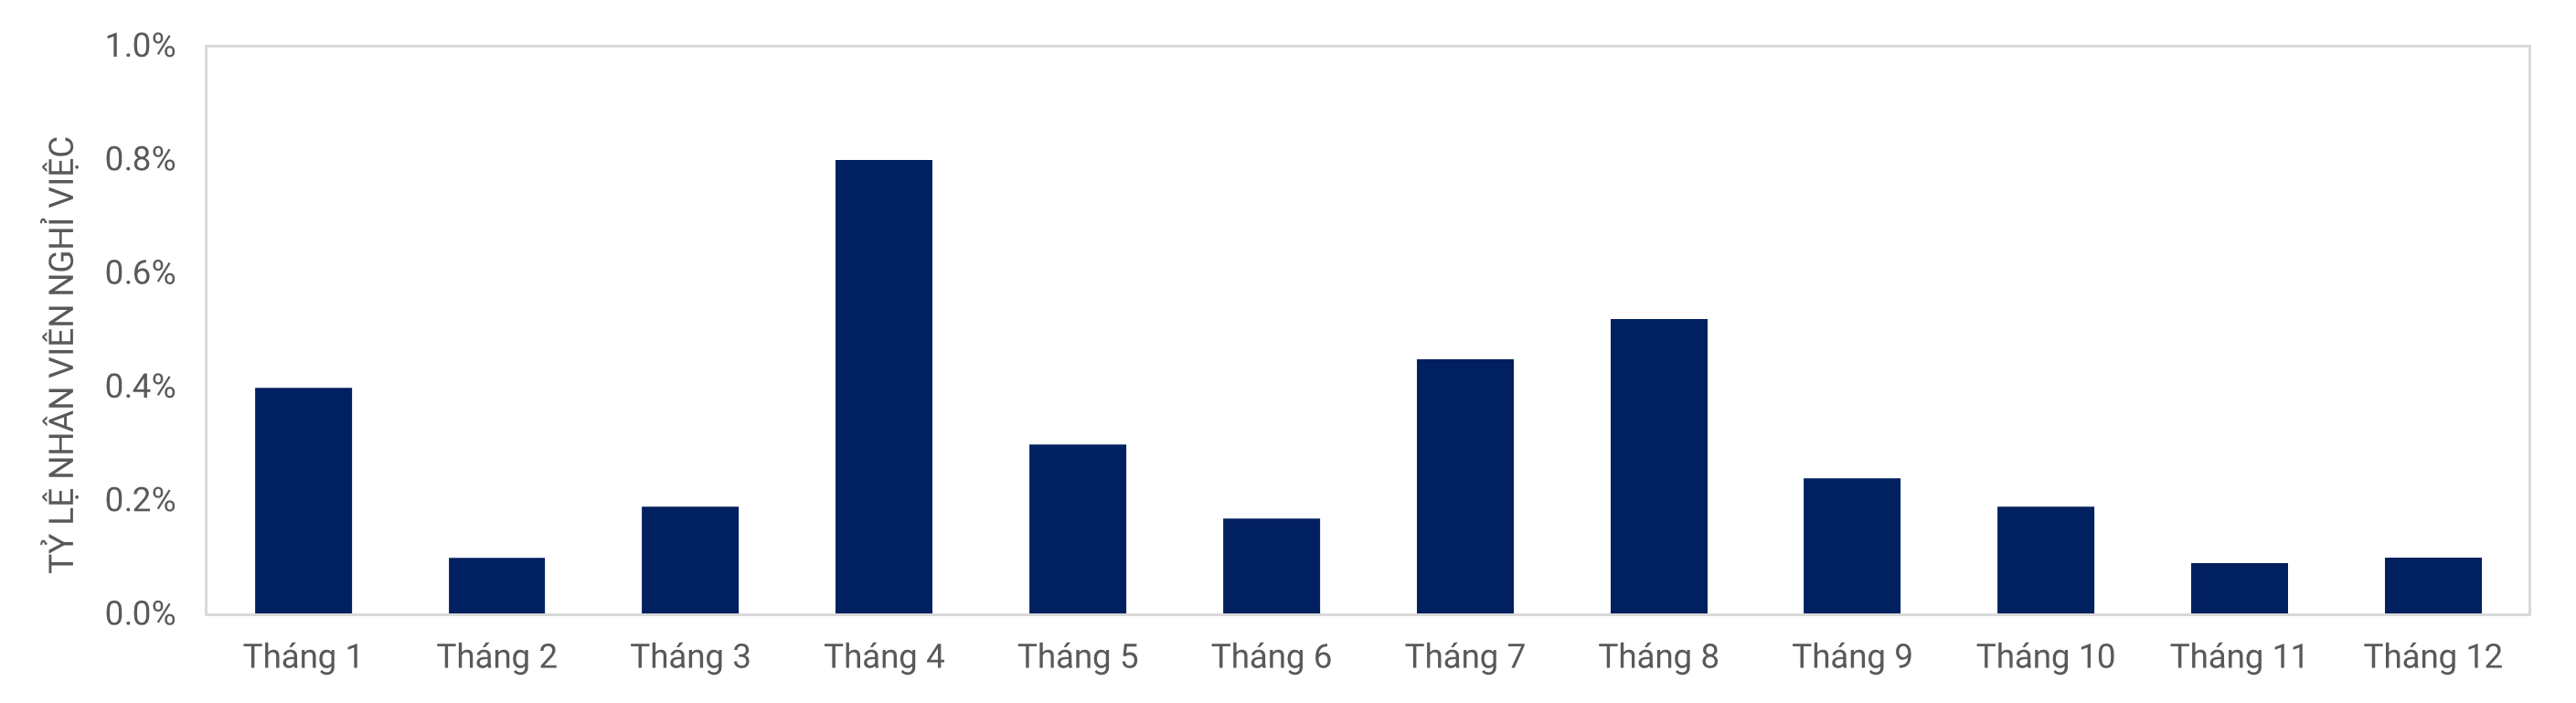 TỶ LỆ NHÂN VIÊN NGHỈ VIỆC
1.0%
0.8%
0.6%
0.4%
0.2%
0.0%
Tháng 1
Tháng 2
Tháng 3
Tháng 4
Tháng 5
Tháng 6
Tháng 7
Tháng 8
Tháng 9
Tháng 10
Tháng 11
Tháng 12